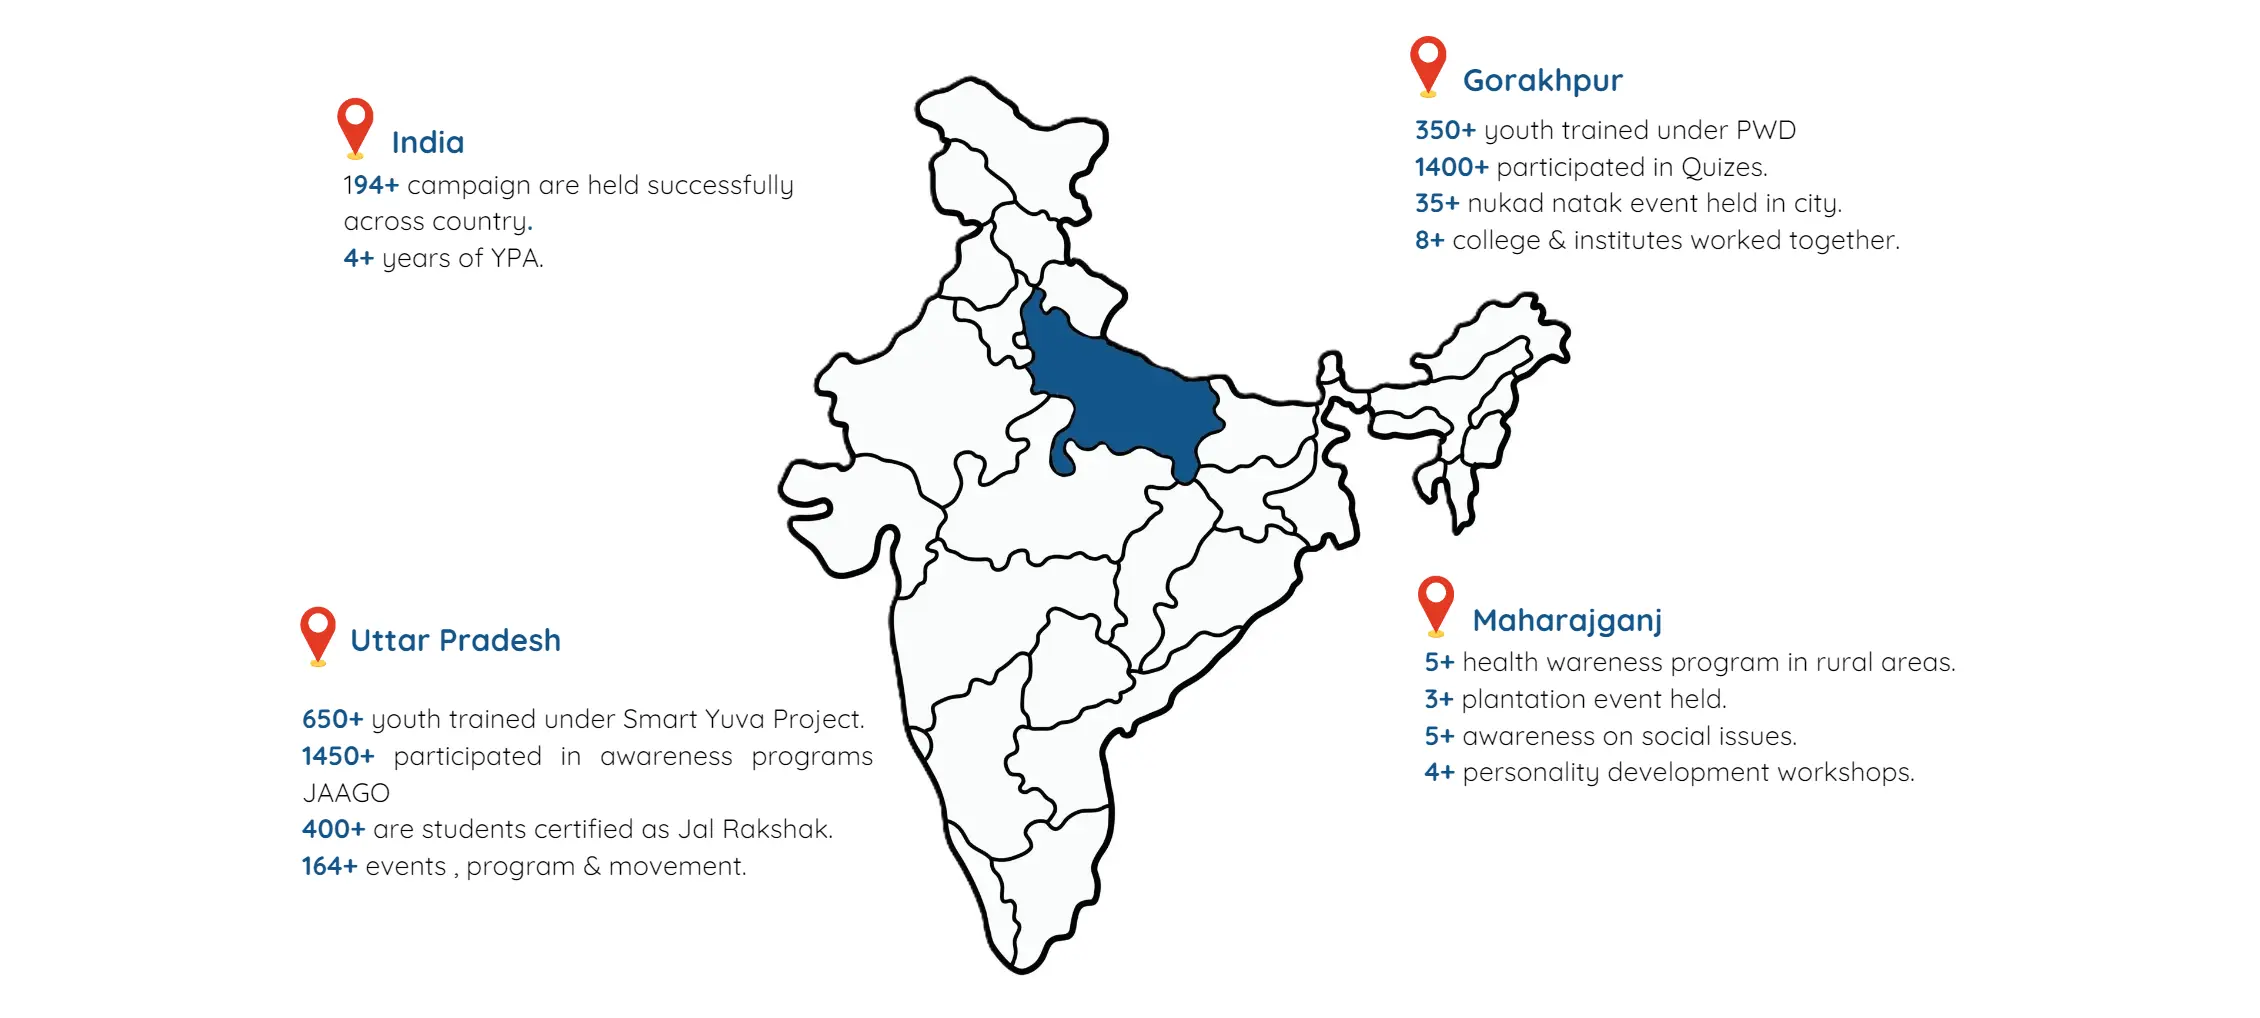 India
194+ campaign are held successfully
across country.
4+ years of YPA.
Gorakhpur
350+ youth trained under PWD
1400+ participated in Quizes.
35+ nukad natak event held in city.
8+ college & institutes worked together.
Uttar Pradesh
650+ youth trained under Smart Yuva Project.
1450+ participated in awareness programs
JAAGO
400+ are students certified as Jal Rakshak.
164+ events , program & movement.
Maharajganj
5+ health wareness program in rural areas.
3+ plantation event held.
5+ awareness on social issues.
4+ personality development workshops.